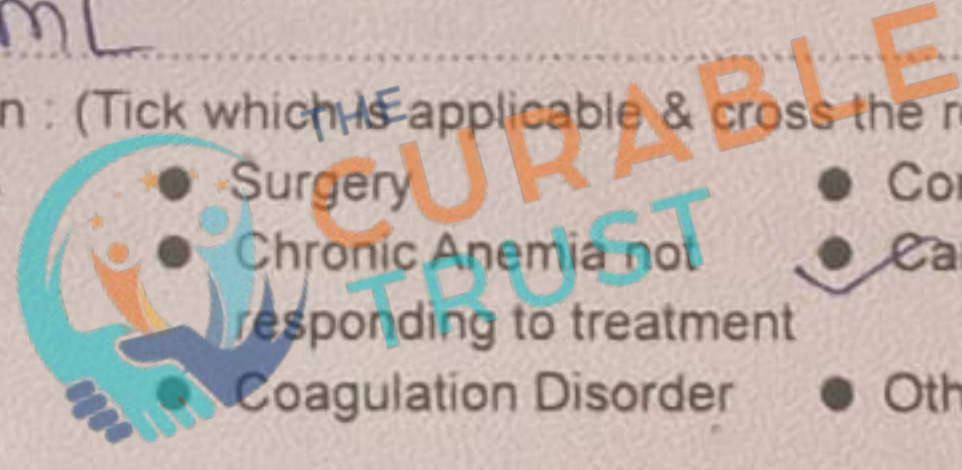 mL
n : (Tick which is applicable & cross the r
Surgery
Co
Chronic Anemia not
Ca
responding to treatment
Coagulation Disorder
Oth
THE
CURABLE
TRUST